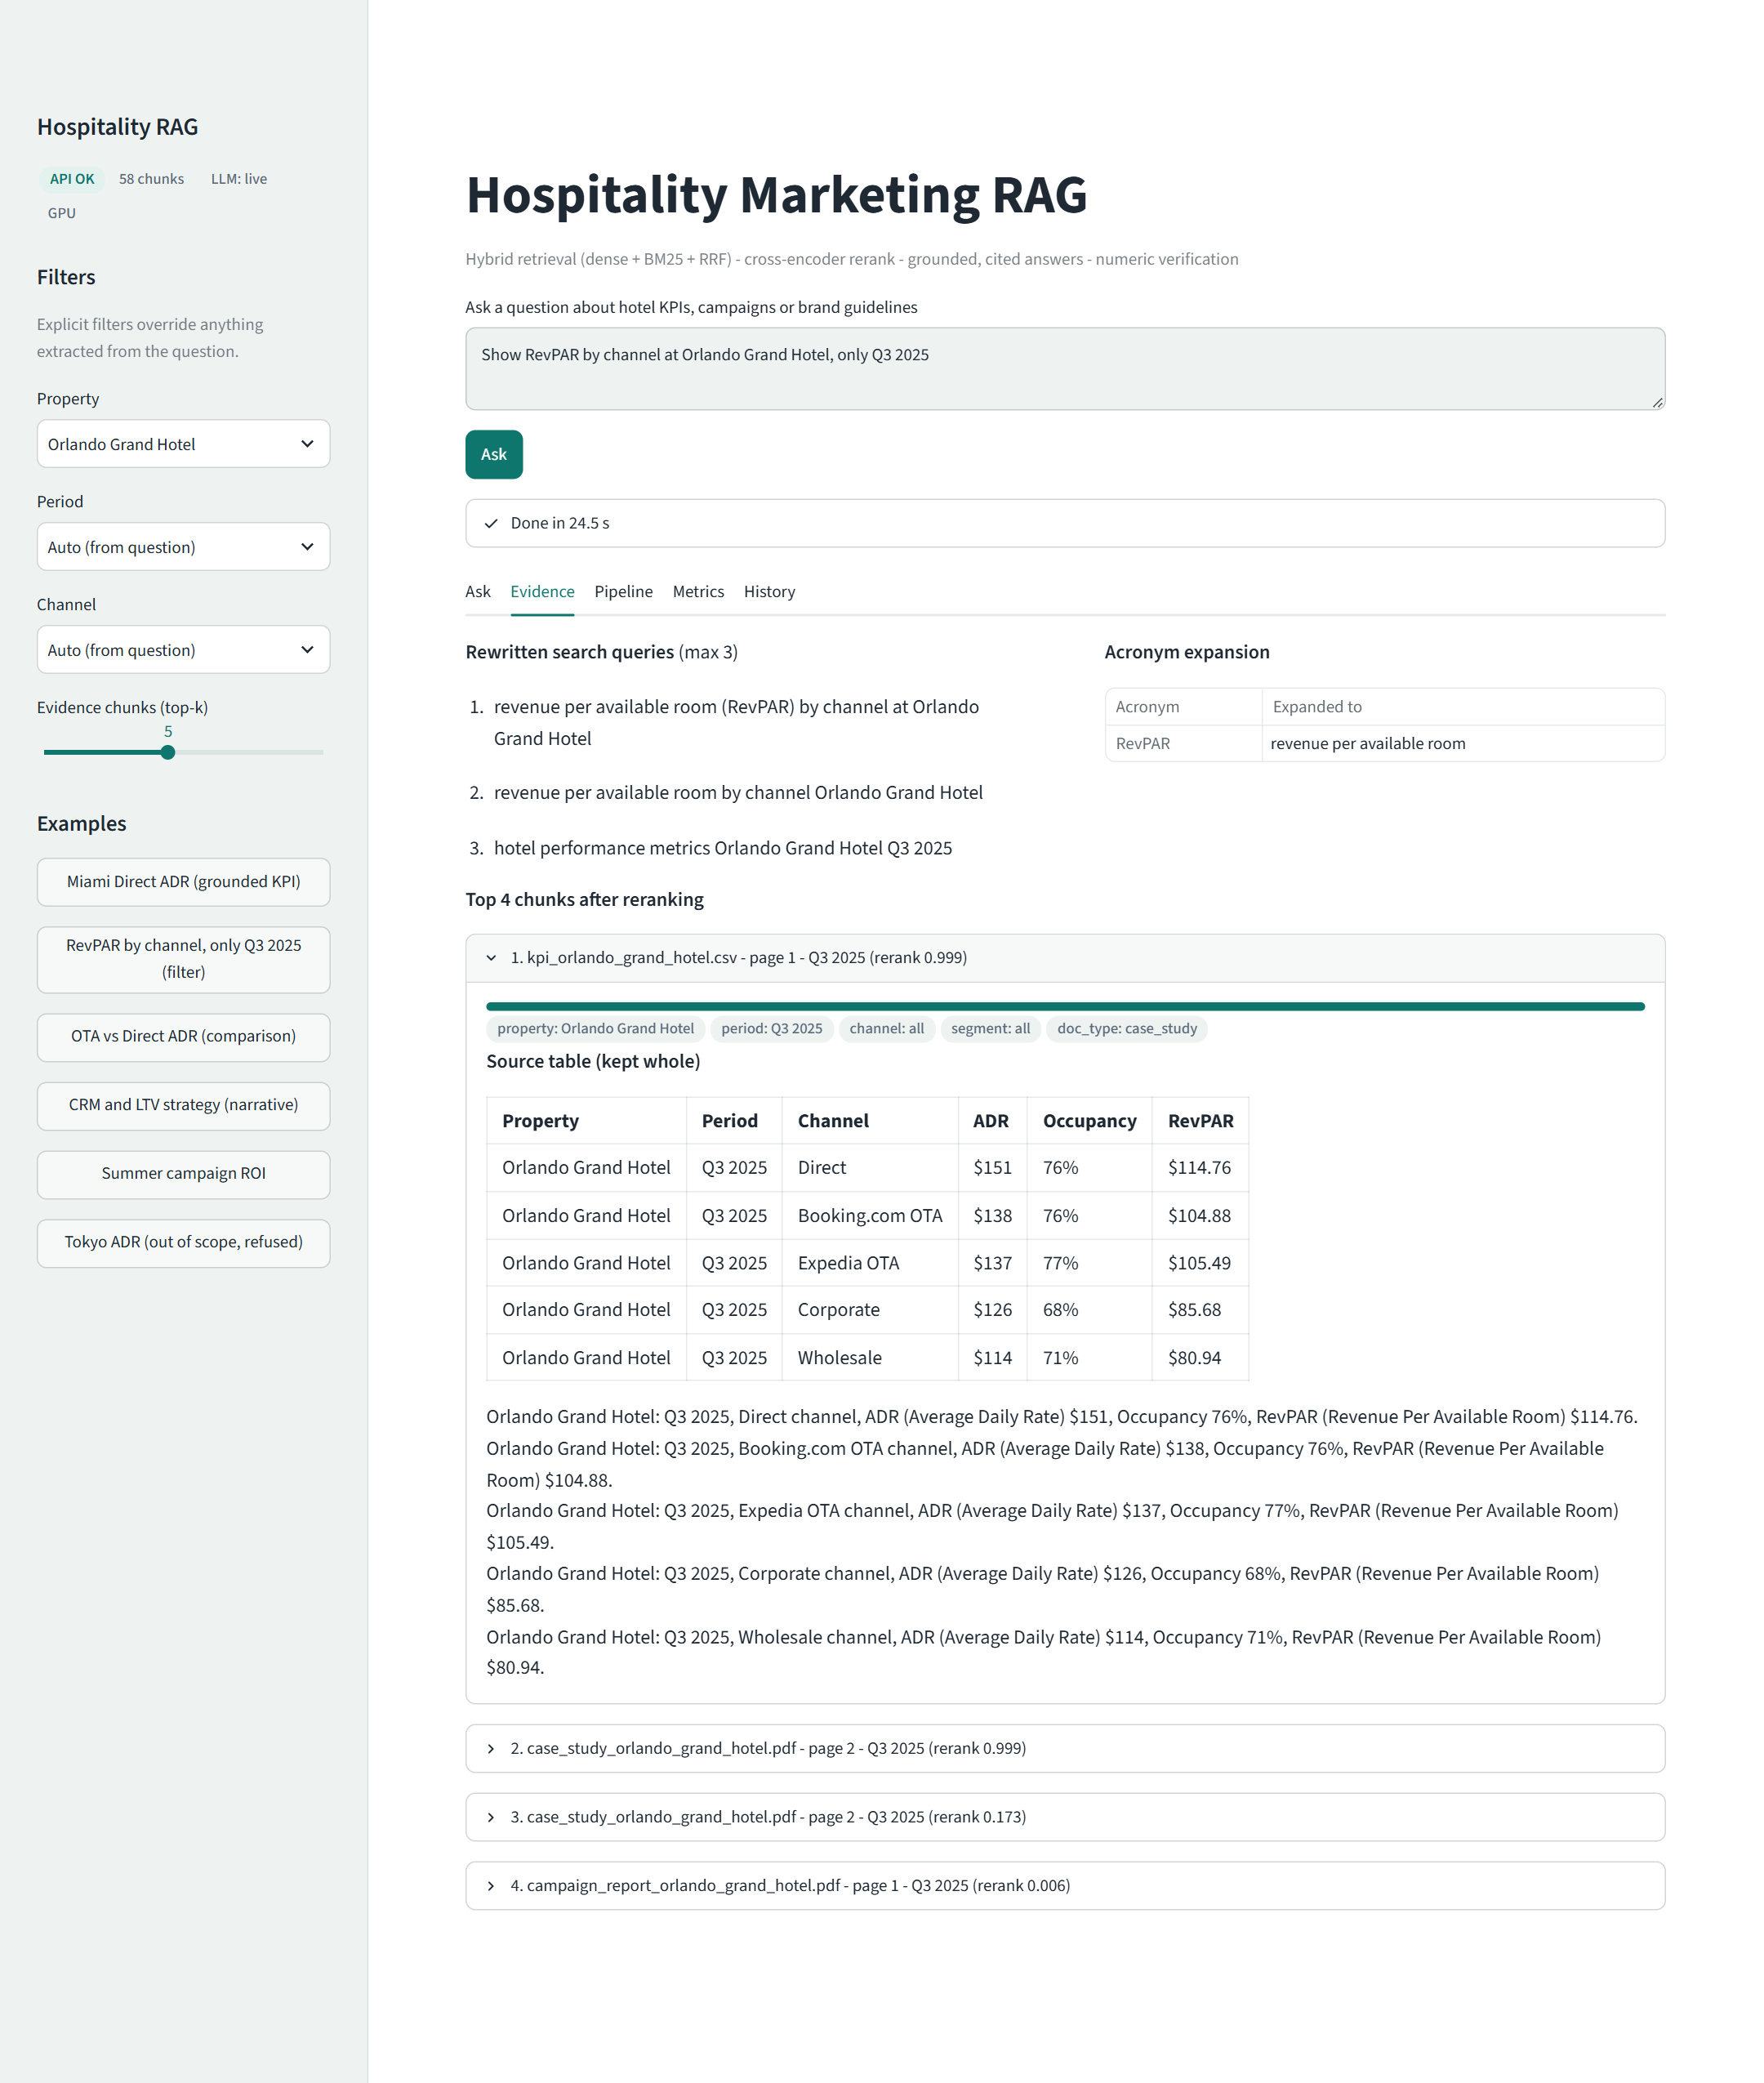 Hospitality RAG
API OK 58 chunks LLM: live
GPU
Filters
Explicit filters override anything
extracted from the question.
Property
Orlando Grand Hotel
Period
Auto (from question)
Channel
Auto (from question)
Evidence chunks (top-k)
5
Examples
Miami Direct ADR (grounded KPI)
RevPAR by channel, only Q3 2025
(filter)
OTA vs Direct ADR (comparison)
CRM and LTV strategy (narrative)
Summer campaign ROI
Tokyo ADR (out of scope, refused)
Hospitality Marketing RAG
Hybrid retrieval (dense + BM25 + RRF) - cross-encoder rerank - grounded, cited answers - numeric verification
Ask a question about hotel KPIs, campaigns or brand guidelines
Show RevPAR by channel at Orlando Grand Hotel, only Q3 2025
Ask
Done in 24.5 s
Ask Evidence Pipeline Metrics History
Rewritten search queries (max 3)
1. revenue per available room (RevPAR) by channel at Orlando
Grand Hotel
2. revenue per available room by channel Orlando Grand Hotel
3. hotel performance metrics Orlando Grand Hotel Q3 2025
Acronym expansion
Acronym Expanded to
RevPAR revenue per available room
Top 4 chunks after reranking
1. kpi_orlando_grand_hotel.csv - page 1 - Q3 2025 (rerank 0.999)
property: Orlando Grand Hotel period: Q3 2025 channel: all segment: all doc_type: case_study
Source table (kept whole)
Property Period Channel ADR Occupancy RevPAR
Orlando Grand Hotel Q3 2025 Direct $151 76% $114.76
Orlando Grand Hotel Q3 2025 Booking.com OTA $138 76% $104.88
Orlando Grand Hotel Q3 2025 Expedia OTA $137 77% $105.49
Orlando Grand Hotel Q3 2025 Corporate $126 68% $85.68
Orlando Grand Hotel Q3 2025 Wholesale $114 71% $80.94
Orlando Grand Hotel: Q3 2025, Direct channel, ADR (Average Daily Rate) $151, Occupancy 76%, RevPAR (Revenue Per Available Room) $114.76.
Orlando Grand Hotel: Q3 2025, Booking.com OTA channel, ADR (Average Daily Rate) $138, Occupancy 76%, RevPAR (Revenue Per Available
Room) $104.88.
Orlando Grand Hotel: Q3 2025, Expedia OTA channel, ADR (Average Daily Rate) $137, Occupancy 77%, RevPAR (Revenue Per Available Room)
$105.49.
Orlando Grand Hotel: Q3 2025, Corporate channel, ADR (Average Daily Rate) $126, Occupancy 68%, RevPAR (Revenue Per Available Room)
$85.68.
Orlando Grand Hotel: Q3 2025, Wholesale channel, ADR (Average Daily Rate) $114, Occupancy 71%, RevPAR (Revenue Per Available Room)
$80.94.
2. case_study_orlando_grand_hotel.pdf - page 2 - Q3 2025 (rerank 0.999)
3. case_study_orlando_grand_hotel.pdf - page 2 - Q3 2025 (rerank 0.173)
4. campaign_report_orlando_grand_hotel.pdf - page 1 - Q3 2025 (rerank 0.006)